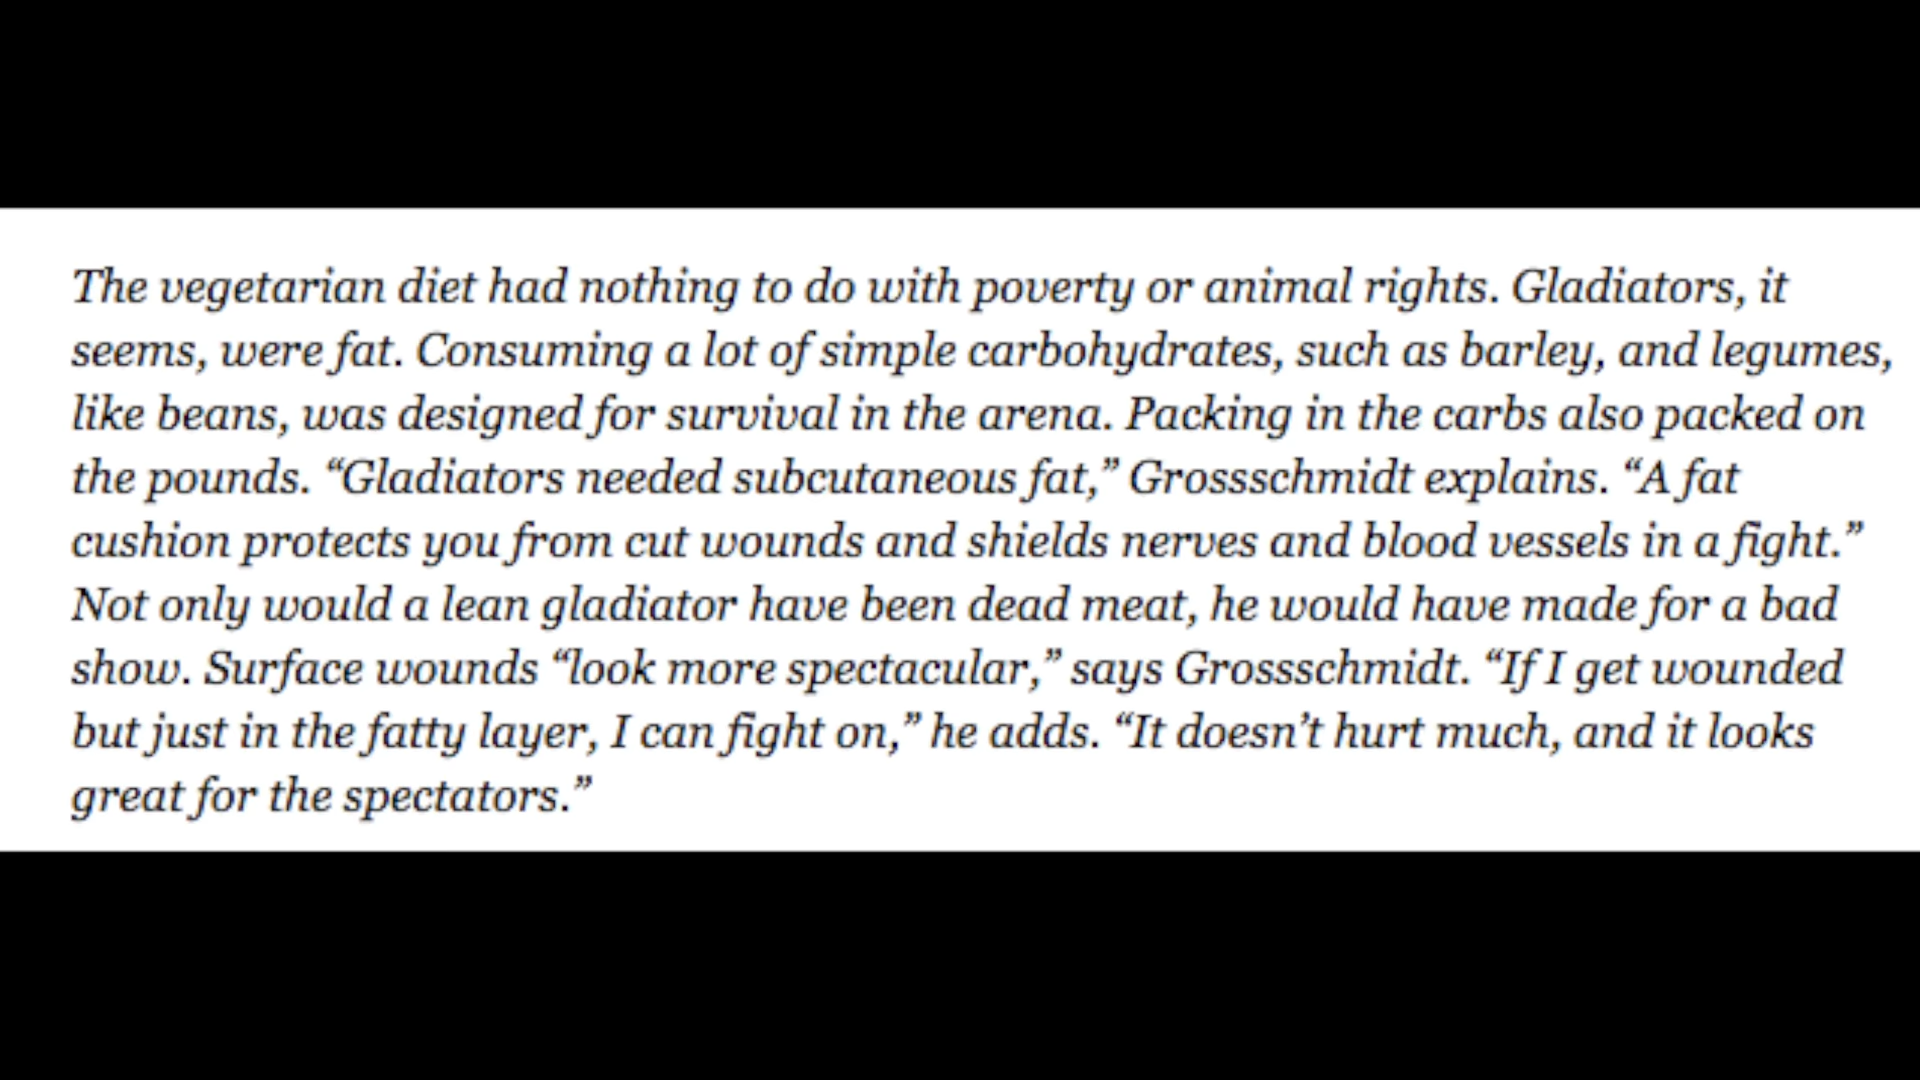 The vegetarian diet had nothing to do with poverty or animal rights. Gladiators, it
seems, were fat. Consuming a lot of simple carbohydrates, such as barley, and legumes,
like beans, was designed for survival in the arena. Packing in the carbs also packed on
the pounds. “Gladiators needed subcutaneous fat,” Grossschmidt explains. “A fat
cushion protects you from cut wounds and shields nerves and blood vessels in a fight.”
Not only would a lean gladiator have been dead meat, he would have made for a bad
show. Surface wounds “look more spectacular,” says Grossschmidt. “If I get wounded
but just in the fatty layer, I can fight on,” he adds. “It doesn’t hurt much, and it looks
great for the spectators.”